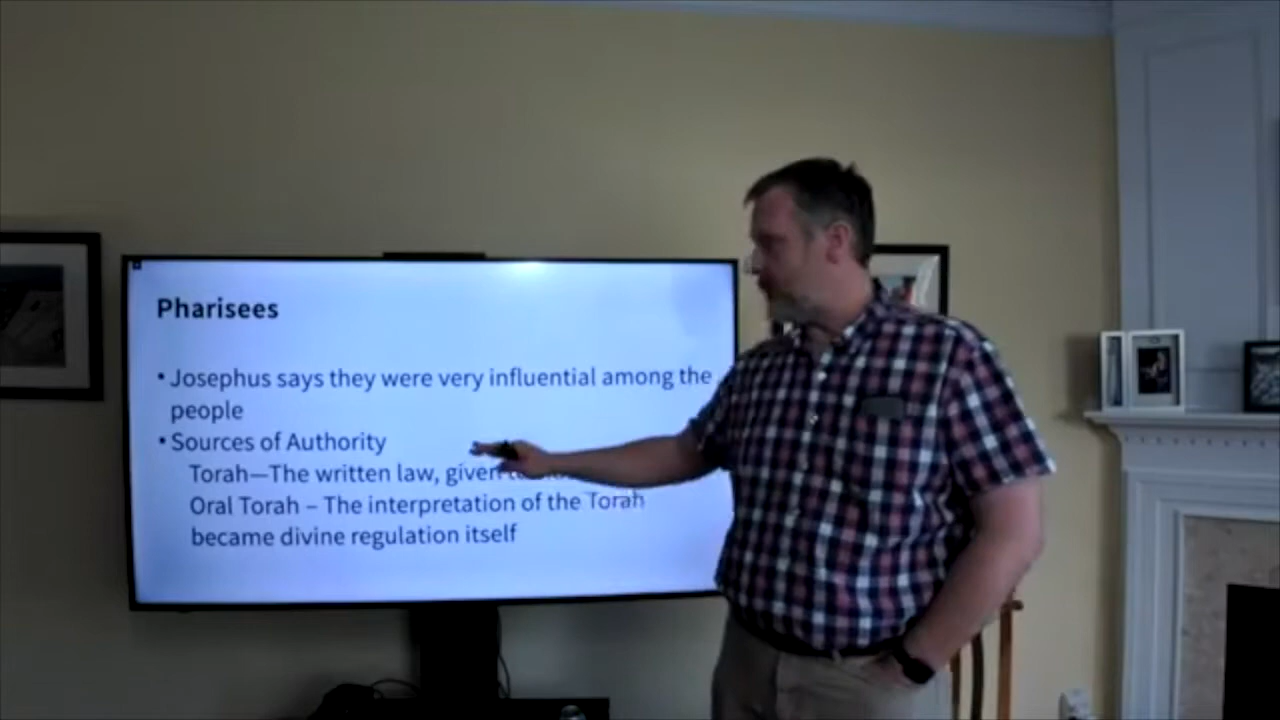 Pharisees
• Josephus says they were very influential among the
people
• Sources of Authority
Torah—The written law, given
Oral Torah – The interpretation of the Torah
became divine regulation itself